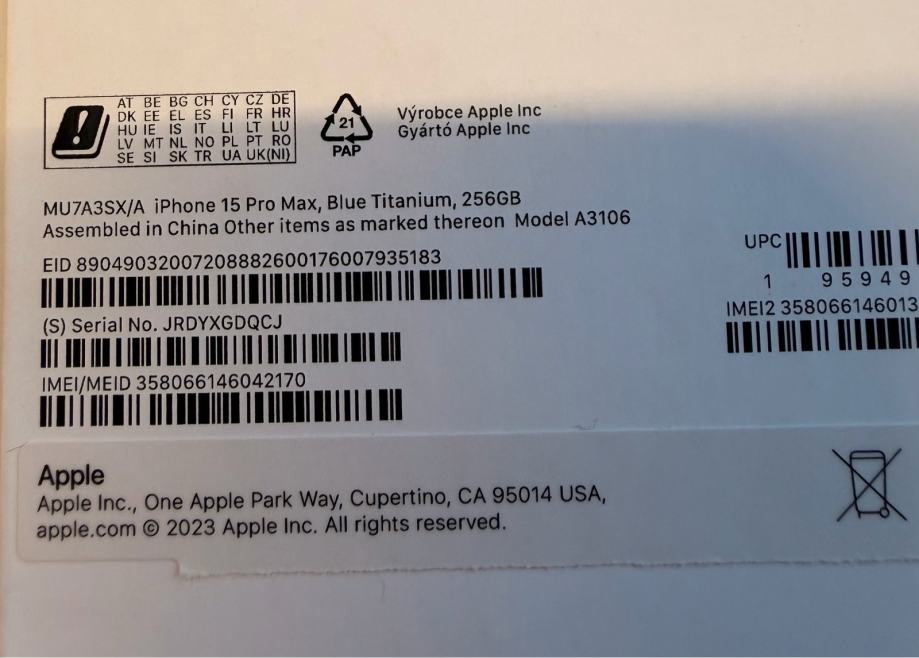 AT BE BG CH CY CZ DE
DK EE EL ES FI FR HR
HU IE IS IT LI LT LU
LV MT NL NO PL PT RO
SE SI SK TR UA UK(NI)
21
PAP
Výrobce Apple Inc
Gyártó Apple Inc
MU7A3SX/A iPhone 15 Pro Max, Blue Titanium, 256GB
Assembled in China Other items as marked thereon Model A3106
EID 89049032007208882600176007935183
(S) Serial No. JRDYXGDQCJ
IMEI/MEID 358066146042170
UPC
1 95949
IMEI2 358066146013
Apple
Apple Inc., One Apple Park Way, Cupertino, CA 95014 USA,
apple.com © 2023 Apple Inc. All rights reserved.